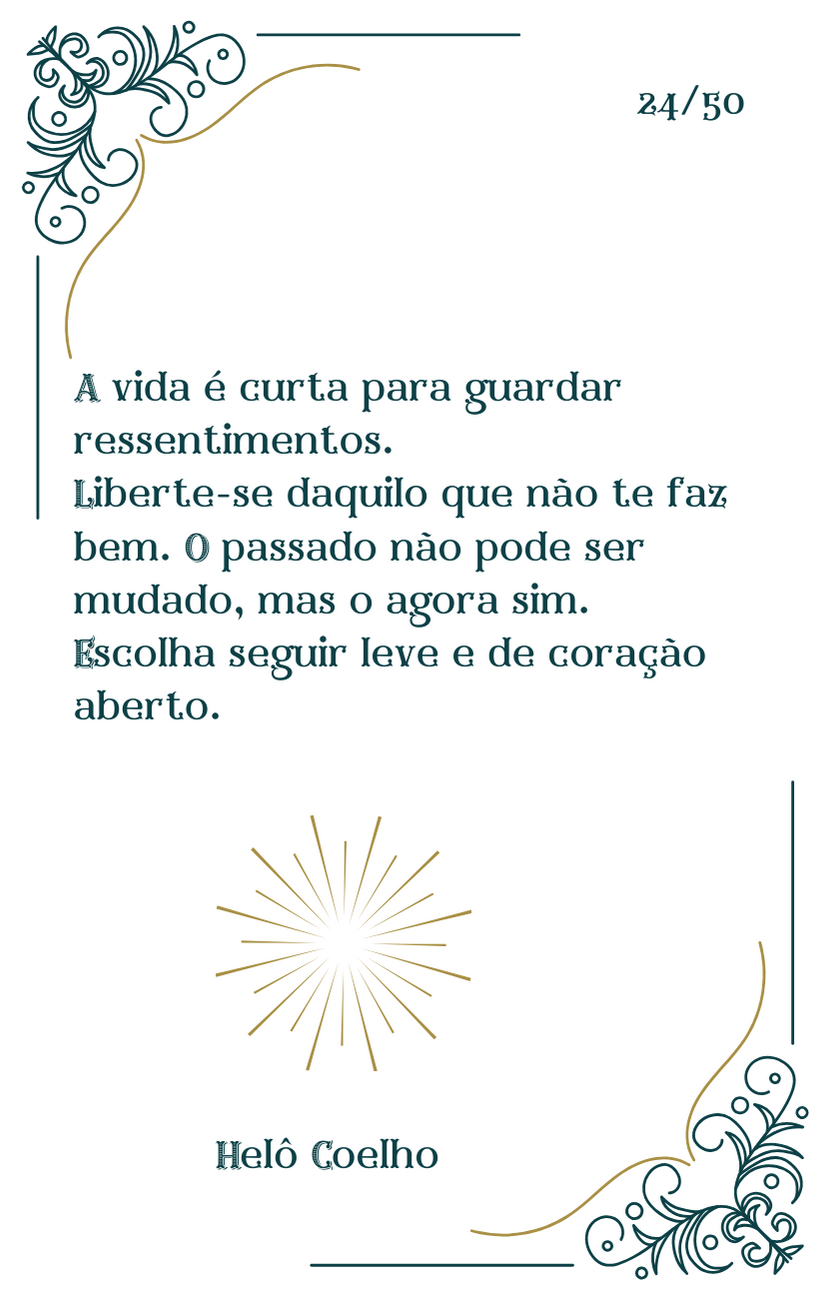 24/50
A vida é curta para guardar
ressentimentos.
Liberte-se daquilo que não te faz
bem. O passado não pode ser
mudado, mas o agora sim.
Escolha seguir leve e de coração
aberto.
Helô Coelho